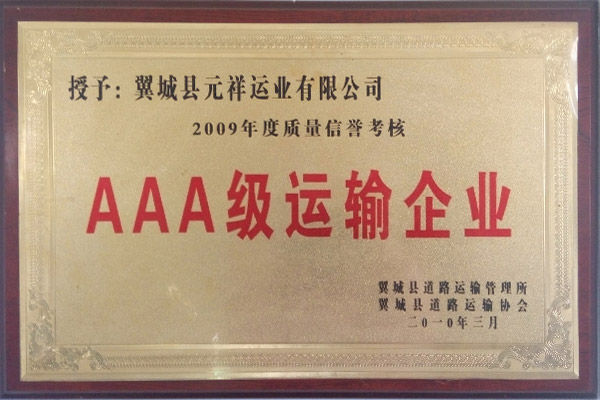 授予：翼城县元祥运业有限公司
2009年度质量信誉考核
AAA级运输企业
翼城县道路运输管理所
翼城县道路运输协会
二〇一〇年三月